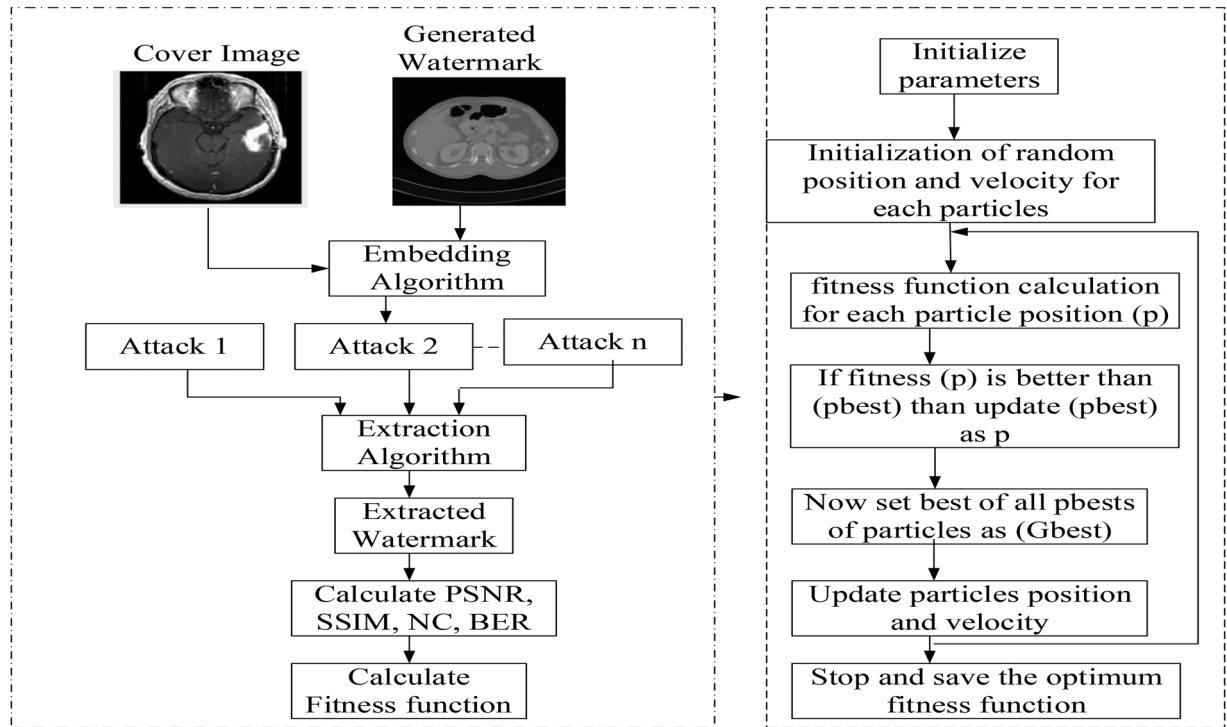 Cover Image
Generated
Watermark
Embedding
Algorithm
Attack 1
Attack 2
Attack n
Extraction
Algorithm
Extracted
Watermark
Calculate PSNR,
SSIM, NC, BER
Calculate
Fitness function
Initialize
parameters
Initialization of random
position and velocity for
each particles
fitness function calculation
for each particle position (p)
If fitness (p) is better than
(pbest) than update (pbest)
as p
Now set best of all pbests
of particles as (Gbest)
Update particles position
and velocity
Stop and save the optimum
fitness function